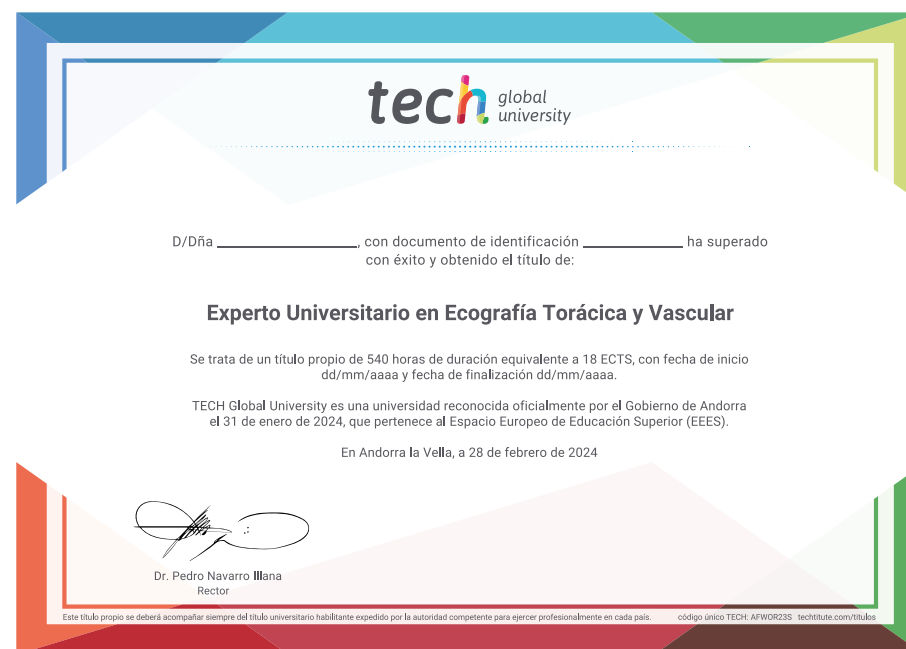 tech global university
D/Dña ____________, con documento de identificación ____________ ha superado
con éxito y obtenido el título de:
Experto Universitario en Ecografía Torácica y Vascular
Se trata de un título propio de 540 horas de duración equivalente a 18 ECTS, con fecha de inicio
dd/mm/aaaa y fecha de finalización dd/mm/aaaa.
TECH Global University es una universidad reconocida oficialmente por el Gobierno de Andorra
el 31 de enero de 2024, que pertenece al Espacio Europeo de Educación Superior (EEES).
En Andorra la Vella, a 28 de febrero de 2024
Dr. Pedro Navarro Illana
Rector
Este título propio se deberá acompañar siempre del título universitario habilitante expedido por la autoridad competente para ejercer profesionalmente en cada país. código único TECH: AFWOR23S techtitute.com/titulos